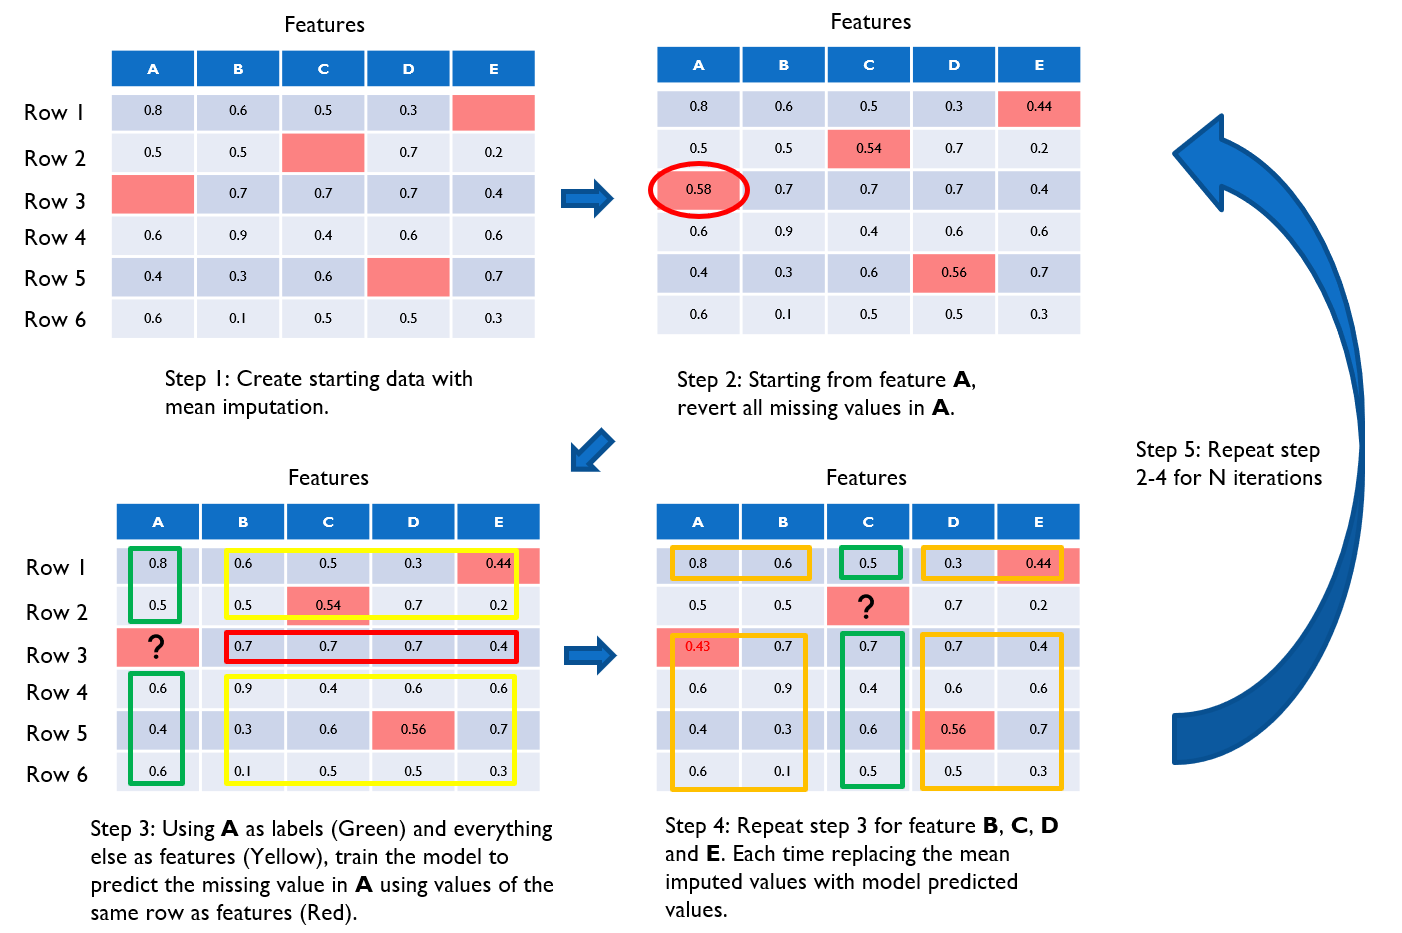 Features
A B C D E
Row 1 0.8 0.6 0.5 0.3
Row 2 0.5 0.5 0.7 0.2
Row 3 0.7 0.7 0.7 0.4
Row 4 0.6 0.9 0.4 0.6 0.6
Row 5 0.4 0.3 0.6 0.7
Row 6 0.6 0.1 0.5 0.5 0.3
Step 1: Create starting data with
mean imputation.
Features
A B C D E
0.8 0.6 0.5 0.3 0.44
0.5 0.5 0.54 0.7 0.2
0.58 0.7 0.7 0.7 0.4
0.6 0.9 0.4 0.6 0.6
0.4 0.3 0.6 0.56 0.7
0.6 0.1 0.5 0.5 0.3
Step 2: Starting from feature A,
revert all missing values in A.
Features
A B C D E
Row 1 0.8 0.6 0.5 0.3 0.44
Row 2 0.5 0.5 0.54 0.7 0.2
Row 3 ? 0.7 0.7 0.7 0.4
Row 4 0.6 0.9 0.4 0.6 0.6
Row 5 0.4 0.3 0.6 0.56 0.7
Row 6 0.6 0.1 0.5 0.5 0.3
Step 3: Using A as labels (Green) and everything
else as features (Yellow), train the model to
predict the missing value in A using values of the
same row as features (Red).
Features
A B C D E
0.8 0.6 0.5 0.3 0.44
0.5 0.5 ? 0.7 0.2
0.43 0.7 0.7 0.7 0.4
0.6 0.9 0.4 0.6 0.6
0.4 0.3 0.6 0.56 0.7
0.6 0.1 0.5 0.5 0.3
Step 4: Repeat step 3 for feature B, C, D
and E. Each time replacing the mean
imputed values with model predicted
values.
Step 5: Repeat step
2-4 for N iterations